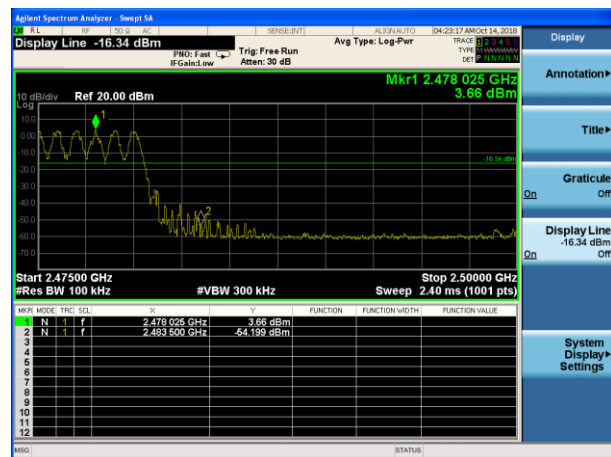 Agilent Spectrum Analyzer - Swept SA
RL RF 50 Ω AC SENSE:INT ALIGN AUTO 04:23:17 AM Oct 14, 2018
Display Line -16.34 dBm
PNO: Fast
IFGain:Low
Trig: Free Run
Atten: 30 dB
Avg Type: Log-Pwr
TRACE 1 2 3 4 5 6
TYPE M WWWWW
DET P N N N N N
Mkr1 2.478 025 GHz
3.66 dBm
10 dB/div Ref 20.00 dBm
Log
10.0
0.00
-10.0
-16.34 dBm
-20.0
-30.0
-40.0
-50.0
-60.0
-70.0
1
2
Start 2.47500 GHz Stop 2.50000 GHz
#Res BW 100 kHz #VBW 300 kHz Sweep 2.40 ms (1001 pts)
MKR MODE TRC SCL X Y FUNCTION FUNCTION WIDTH FUNCTION VALUE
1 N 1 f 2.478 025 GHz 3.66 dBm
2 N 1 f 2.483 500 GHz -54.199 dBm
3
4
5
6
7
8
9
10
11
12
MSG STATUS
Display
Annotation
Title
Graticule
On Off
Display Line
-16.34 dBm
On Off
System
Display
Settings